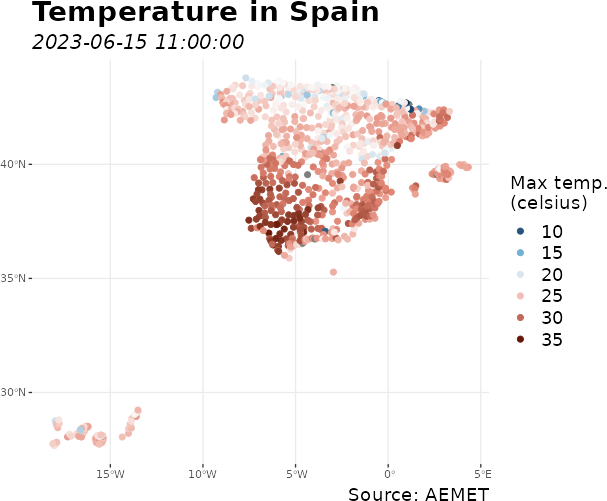 Temperature in Spain
2023-06-15 11:00:00
40°N
35°N
30°N
15°W
10°W
5°W
0°
5°E
Max temp.
(celsius)
10
15
20
25
30
35
Source: AEMET